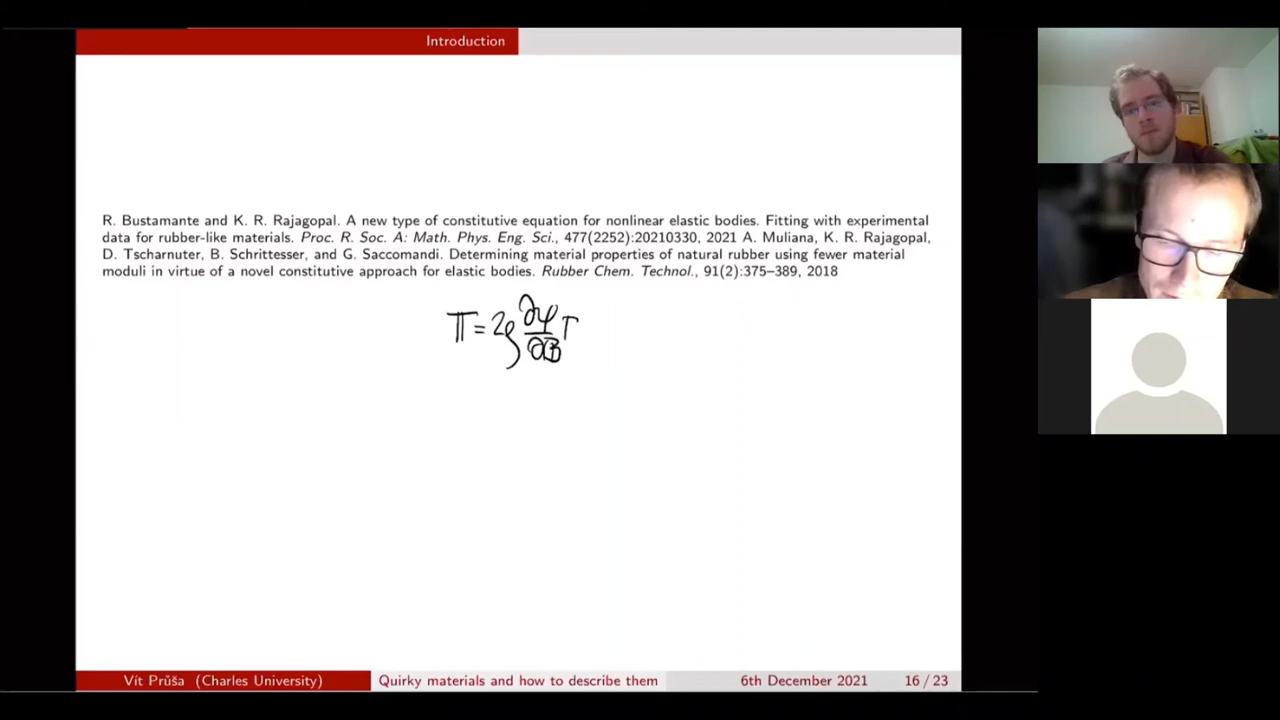 Introduction
R. Bustamante and K. R. Rajagopal. A new type of constitutive equation for nonlinear elastic bodies. Fitting with experimental
data for rubber-like materials. Proc. R. Soc. A: Math. Phys. Eng. Sci., 477(2252):20210330, 2021 A. Muliana, K. R. Rajagopal,
D. Tscharnuter, B. Schrittesser, and G. Saccomandi. Determining material properties of natural rubber using fewer material
moduli in virtue of a novel constitutive approach for elastic bodies. Rubber Chem. Technol., 91(2):375–389, 2018
𝕋 = 2ρ ∂ψ/∂𝔹
Vít Průša (Charles University) Quirky materials and how to describe them 6th December 2021 16 / 23